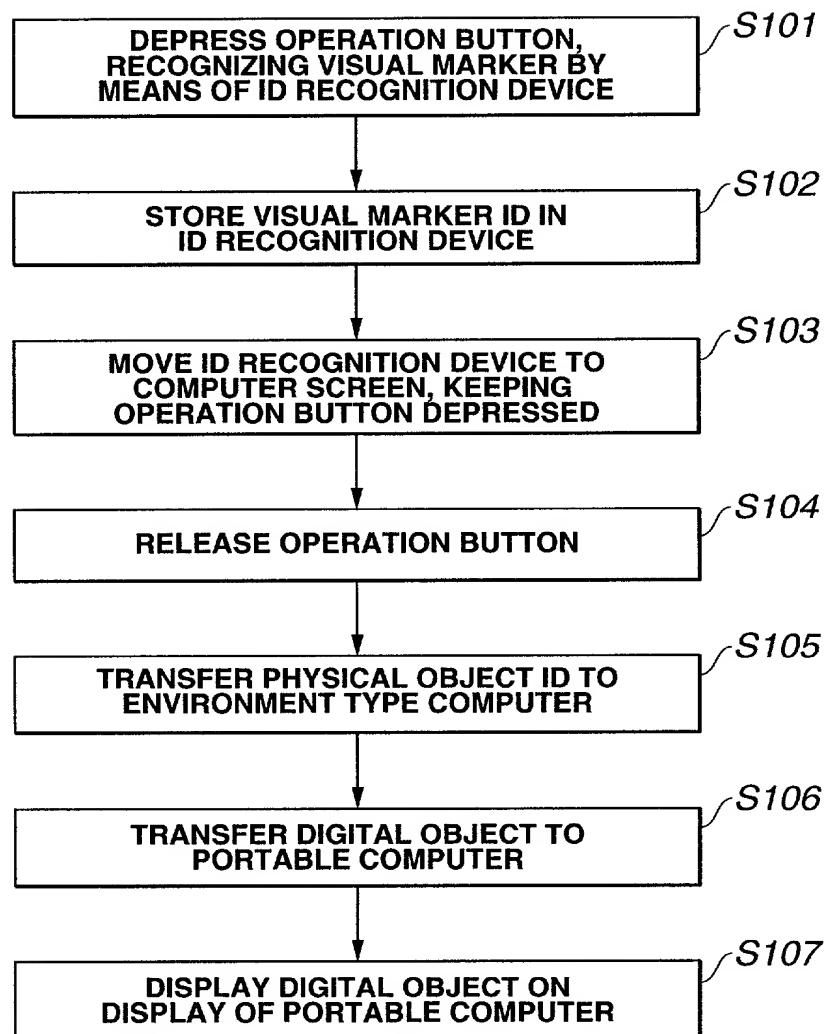 S101
DEPRESS OPERATION BUTTON,
RECOGNIZING VISUAL MARKER BY
MEANS OF ID RECOGNITION DEVICE
S102
STORE VISUAL MARKER ID IN
ID RECOGNITION DEVICE
S103
MOVE ID RECOGNITION DEVICE TO
COMPUTER SCREEN, KEEPING
OPERATION BUTTON DEPRESSED
S104
RELEASE OPERATION BUTTON
S105
TRANSFER PHYSICAL OBJECT ID TO
ENVIRONMENT TYPE COMPUTER
S106
TRANSFER DIGITAL OBJECT TO
PORTABLE COMPUTER
S107
DISPLAY DIGITAL OBJECT ON
DISPLAY OF PORTABLE COMPUTER